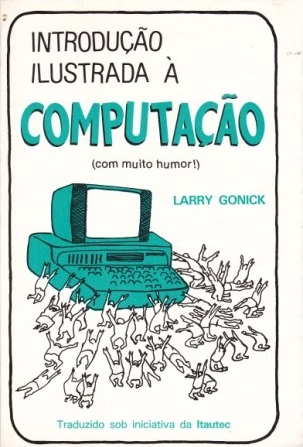 INTRODUÇÃO
ILUSTRADA À
COMPUTAÇÃO
(com muito humor!)
LARRY GONICK
Traduzido sob iniciativa da Itautec